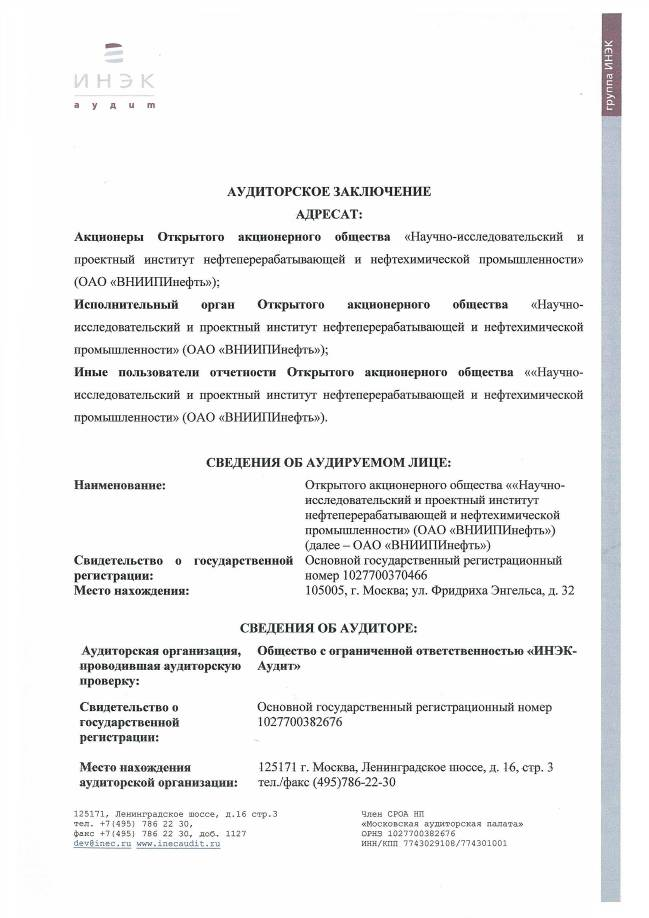 ИНЭК
аудит
группа ИНЭК
АУДИТОРСКОЕ ЗАКЛЮЧЕНИЕ
АДРЕСАТ:
Акционеры Открытого акционерного общества «Научно-исследовательский и
проектный институт нефтеперерабатывающей и нефтехимической промышленности»
(ОАО «ВНИИПИнефть»);
Исполнительный орган Открытого акционерного общества «Научно-
исследовательский и проектный институт нефтеперерабатывающей и нефтехимической
промышленности» (ОАО «ВНИИПИнефть»);
Иные пользователи отчетности Открытого акционерного общества ««Научно-
исследовательский и проектный институт нефтеперерабатывающей и нефтехимической
промышленности» (ОАО «ВНИИПИнефть»).
СВЕДЕНИЯ ОБ АУДИРУЕМОМ ЛИЦЕ:
Наименование:
Открытого акционерного общества ««Научно-
исследовательский и проектный институт
нефтеперерабатывающей и нефтехимической
промышленности» (ОАО «ВНИИПИнефть»)
(далее – ОАО «ВНИИПИнефть»)
Свидетельство о государственной
регистрации:
Основной государственный регистрационный
номер 1027700370466
Место нахождения:
105005, г. Москва; ул. Фридриха Энгельса, д. 32
СВЕДЕНИЯ ОБ АУДИТОРЕ:
Аудиторская организация,
проводившая аудиторскую
проверку:
Общество с ограниченной ответственностью «ИНЭК-
Аудит»
Свидетельство о
государственной
регистрации:
Основной государственный регистрационный номер
1027700382676
Место нахождения
аудиторской организации:
125171 г. Москва, Ленинградское шоссе, д. 16, стр. 3
тел./факс (495)786-22-30
125171, Ленинградское шоссе, д.16 стр.3
тел. +7(495) 786 22 30,
факс +7(495) 786 22 30, доб. 1127
dev@inec.ru www.inecaudit.ru
Член СРОА НП
«Московская аудиторская палата»
ОРНЗ 1027700382676
ИНН/КПП 7743029108/774301001